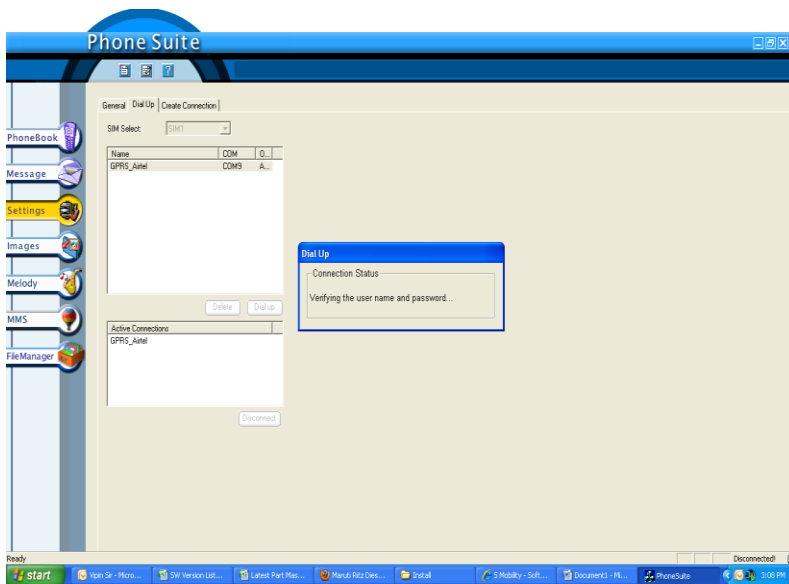 Phone Suite
General Dial Up Create Connection
SIM Select: SIM1
Name COM O...
GPRS_Airtel COM9 A...
Delete Dial up
Active Connections
GPRS_Airtel
Disconnect
PhoneBook
Message
Settings
Images
Melody
MMS
FileManager
Dial Up
Connection Status
Verifying the user name and password...
Ready Disconnected!
start Vipin Sir - Micro... SW Version List... Latest Part Mas... Maruti Ritz Dies... Install S Mobility - Soft... Document1 - Mi... PhoneSuite 3:08 PM